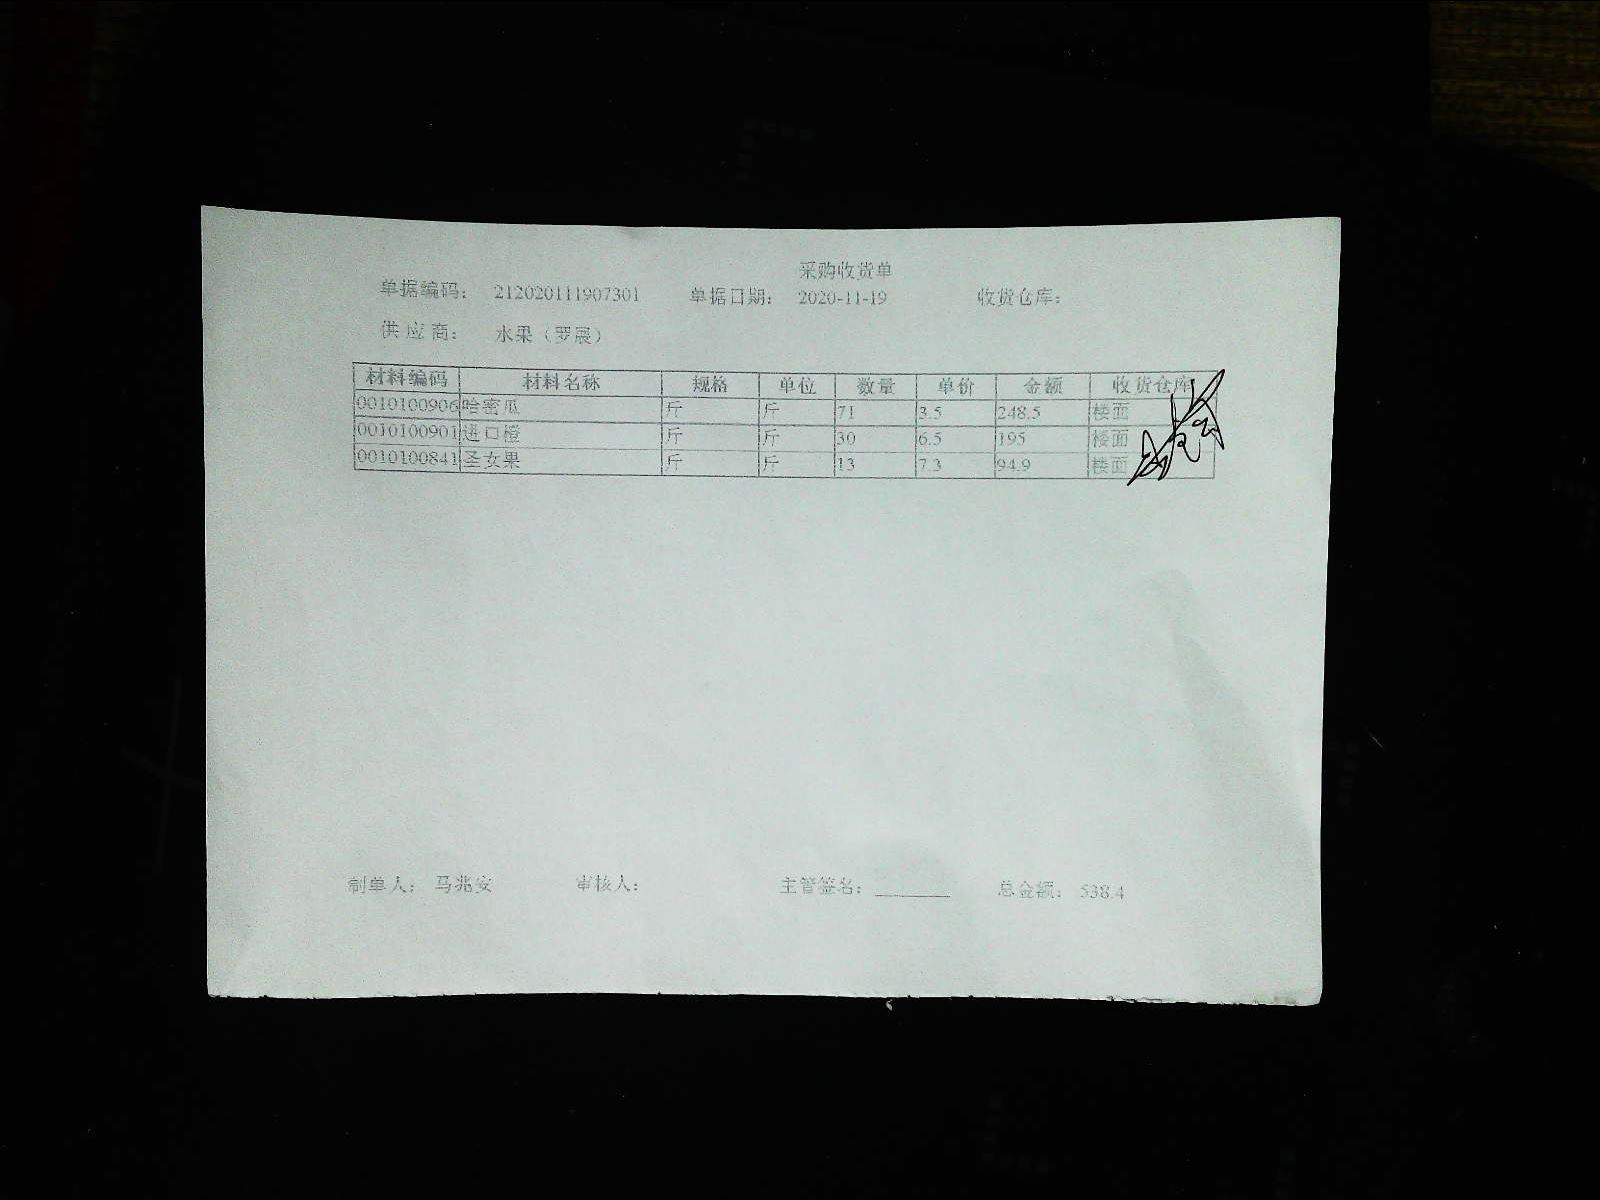 采购收货单
单据编码： 212020111907301 单据日期： 2020-11-19 收货仓库：
供应商： 水果（罗晨）
材料编码 材料名称 规格 单位 数量 单价 金额 收货仓库
0010100906 哈密瓜 斤 斤 71 3.5 248.5 楼面
0010100901 进口橙 斤 斤 30 6.5 195 楼面
0010100841 圣女果 斤 斤 13 7.3 94.9 楼面
制单人： 马兆安 审核人： 主管签名： 总金额： 538.4